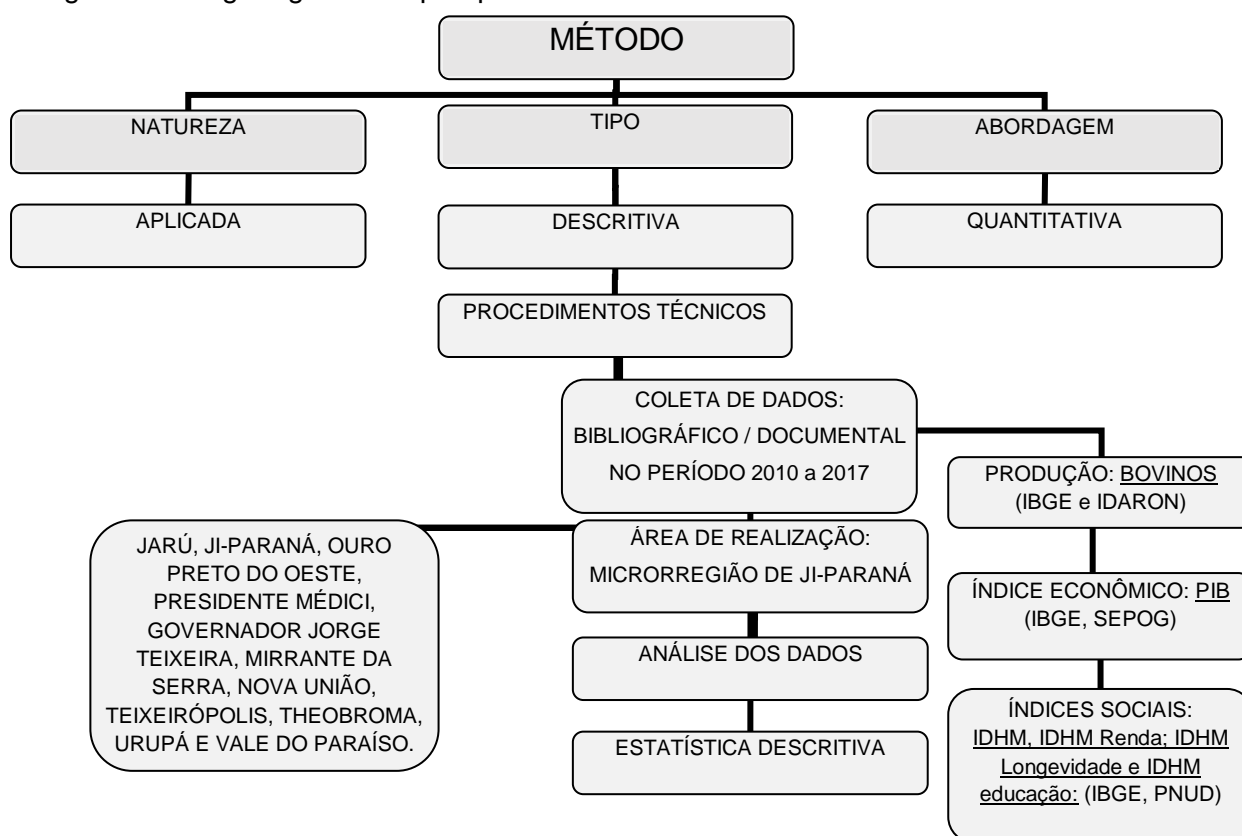 MÉTODO
NATUREZA
TIPO
ABORDAGEM
APLICADA
DESCRITIVA
QUANTITATIVA
PROCEDIMENTOS TÉCNICOS
COLETA DE DADOS:
BIBLIOGRÁFICO / DOCUMENTAL
NO PERÍODO 2010 a 2017
PRODUÇÃO: BOVINOS
(IBGE e IDARON)
JARÚ, JI-PARANÁ, OURO
PRETO DO OESTE,
PRESIDENTE MÉDICI,
GOVERNADOR JORGE
TEIXEIRA, MIRRANTE DA
SERRA, NOVA UNIÃO,
TEIXEIRÓPOLIS, THEOBROMA,
URUPÁ E VALE DO PARAÍSO.
ÁREA DE REALIZAÇÃO:
MICRORREGIÃO DE JI-PARANÁ
ÍNDICE ECONÔMICO: PIB
(IBGE, SEPOG)
ANÁLISE DOS DADOS
ESTATÍSTICA DESCRITIVA
ÍNDICES SOCIAIS:
IDHM, IDHM Renda; IDHM
Longevidade e IDHM
educação: (IBGE, PNUD)